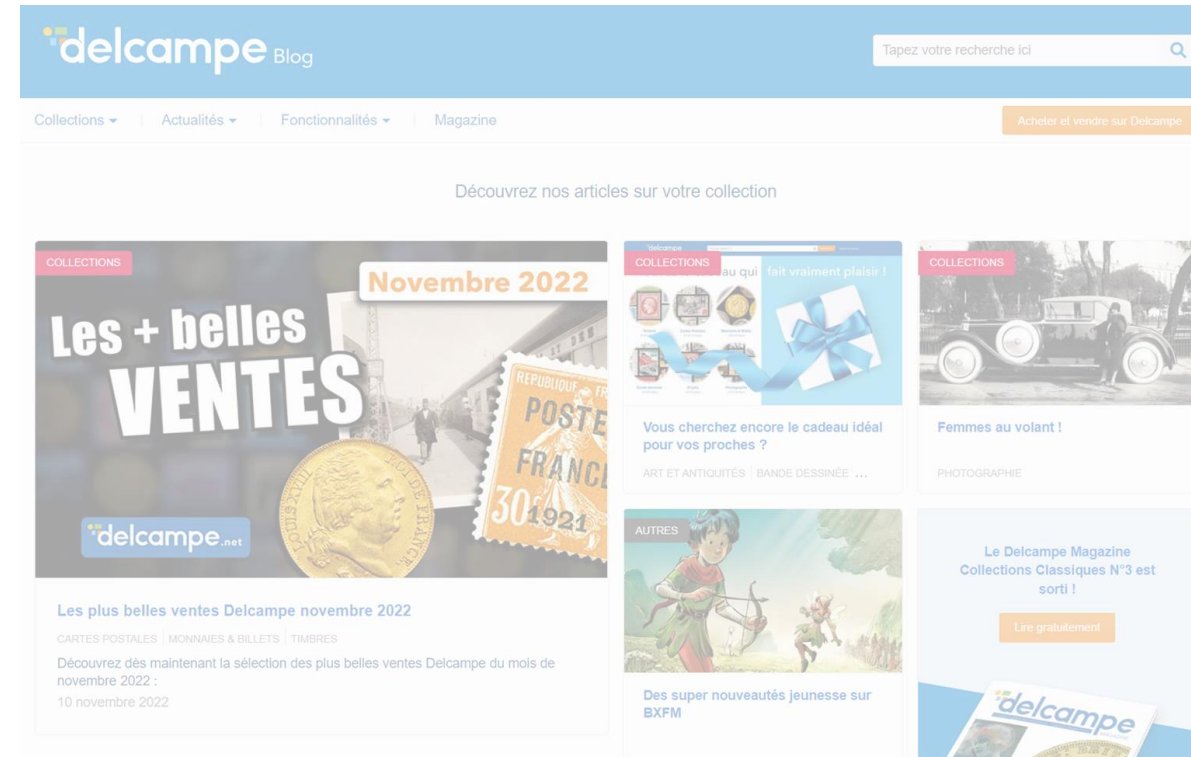 delcampe Blog
Tapez votre recherche ici
Collections
Actualités
Fonctionnalités
Magazine
Acheter et vendre sur Delcampe
Découvrez nos articles sur votre collection
COLLECTIONS
Novembre 2022
Les + belles
VENTES
REPUBLIQUE FR
POSTE
FRANC
30c
1921
LOUIS XVIII
ROI DE FRANCE
delcampe.net
Les plus belles ventes Delcampe novembre 2022
CARTES POSTALES | MONNAIES & BILLETS | TIMBRES
Découvrez dès maintenant la sélection des plus belles ventes Delcampe du mois de
novembre 2022 :
10 novembre 2022
delcampe
COLLECTIONS
au qui fait vraiment plaisir !
Vous cherchez encore le cadeau idéal
pour vos proches ?
ART ET ANTIQUITÉS | BANDE DESSINÉE ...
COLLECTIONS
Femmes au volant !
PHOTOGRAPHIE
AUTRES
Des super nouveautés jeunesse sur
BXFM
Le Delcampe Magazine
Collections Classiques N°3 est
sorti !
Lire gratuitement
delcampe